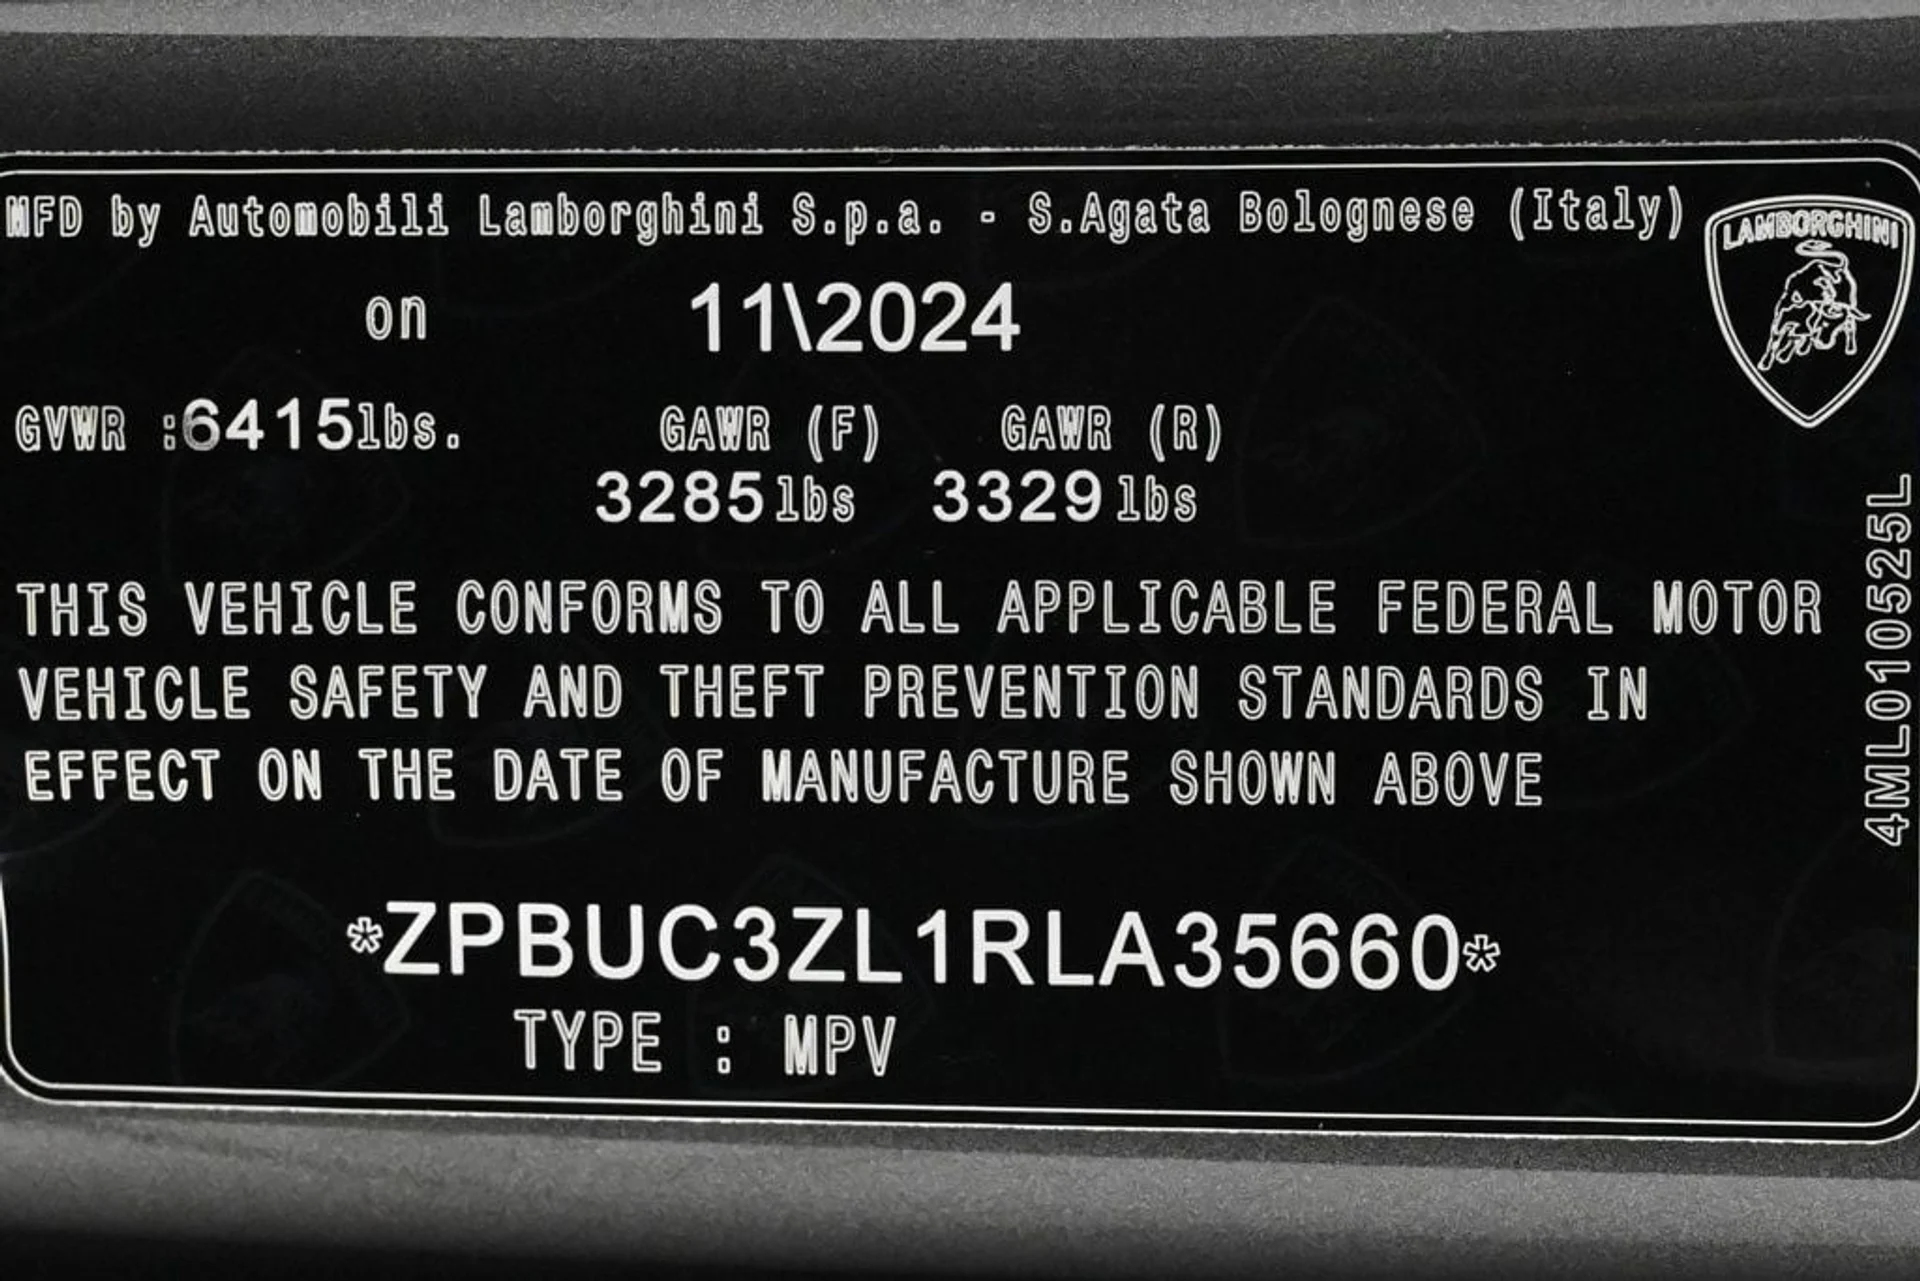 MFD by Automobili Lamborghini S.p.a. - S.Agata Bolognese (Italy)
LAMBORGHINI
on 11\2024
GVWR :6415lbs. GAWR (F) GAWR (R)
3285lbs 3329lbs
THIS VEHICLE CONFORMS TO ALL APPLICABLE FEDERAL MOTOR
VEHICLE SAFETY AND THEFT PREVENTION STANDARDS IN
EFFECT ON THE DATE OF MANUFACTURE SHOWN ABOVE
4ML010525L
*ZPBUC3ZL1RLA35660*
TYPE : MPV